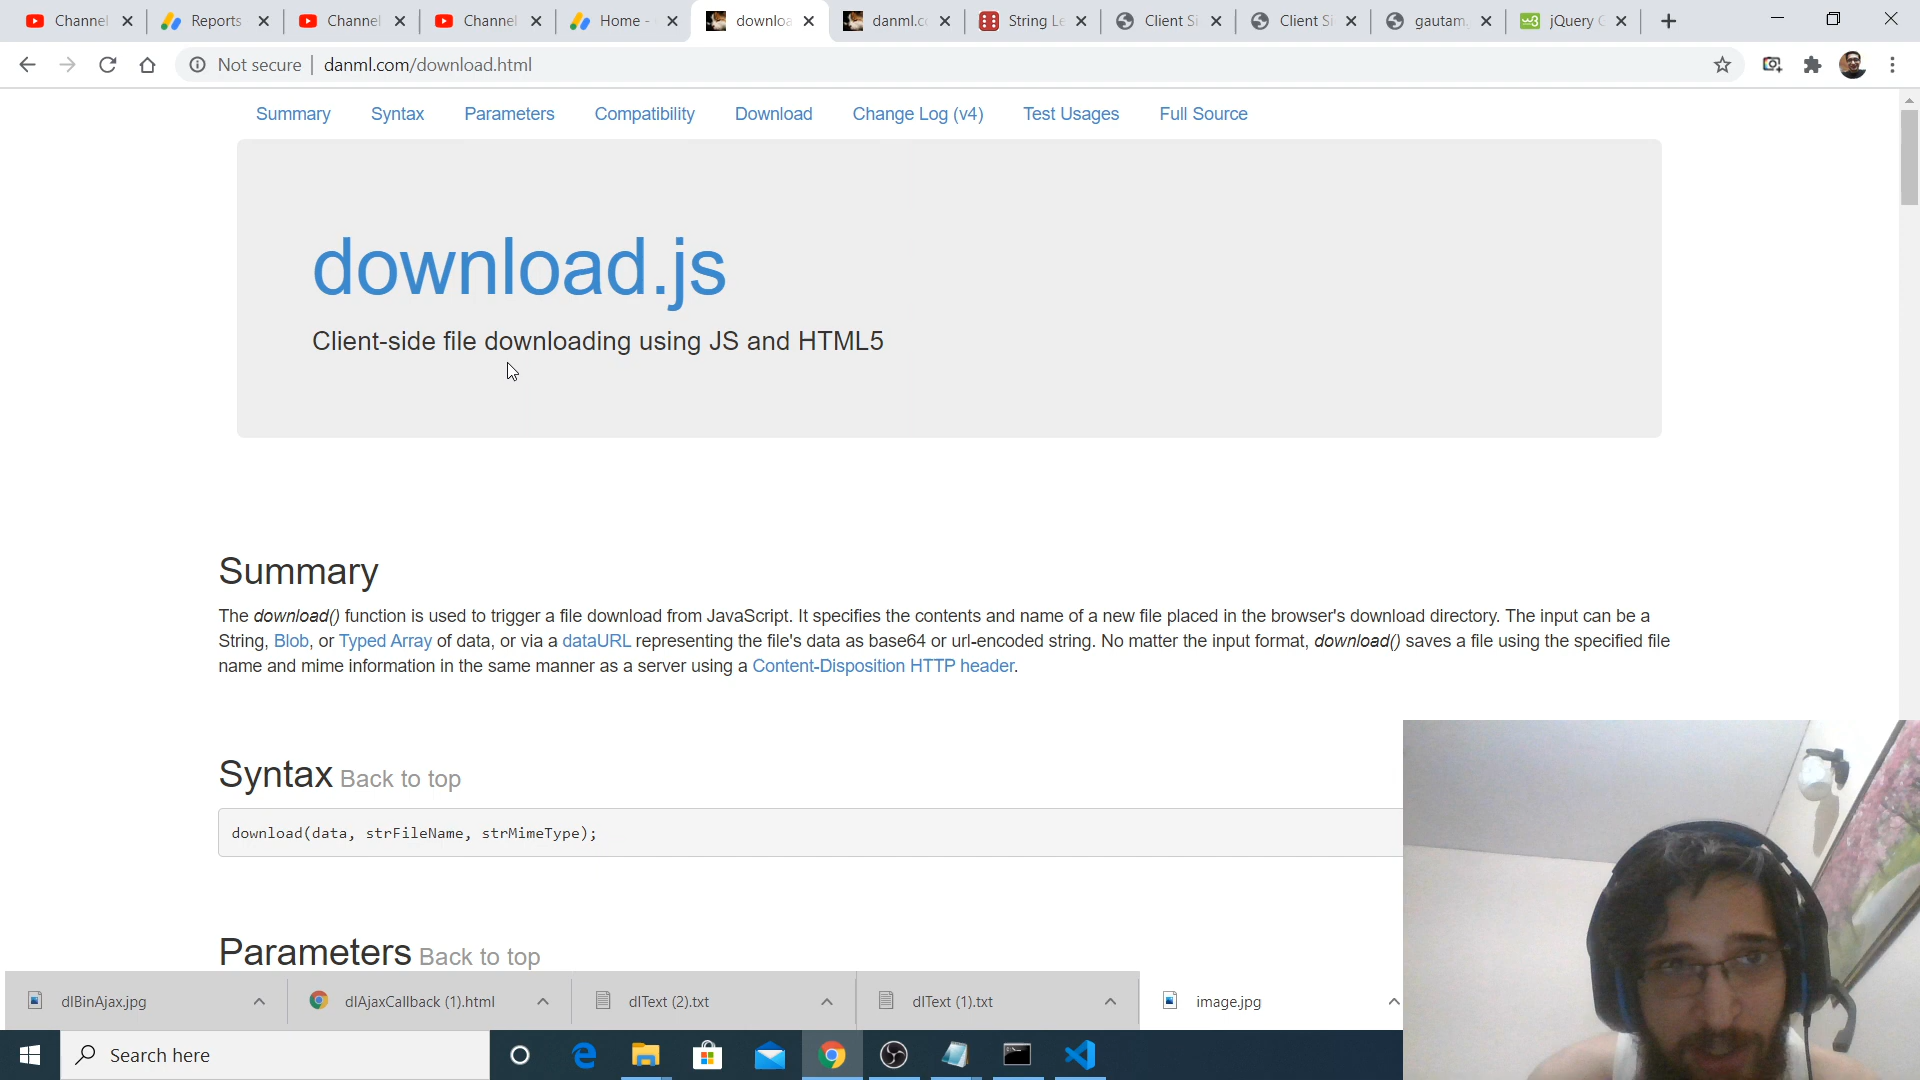 Channel
Reports
Channel
Channel
Home -
downloa
danml.c
String Le
Client Si
Client Si
gautam.
jQuery
Not secure
danml.com/download.html
Summary
Syntax
Parameters
Compatibility
Download
Change Log (v4)
Test Usages
Full Source
download.js
Client-side file downloading using JS and HTML5
Summary
The download() function is used to trigger a file download from JavaScript. It specifies the contents and name of a new file placed in the browser's download directory. The input can be a
String, Blob, or Typed Array of data, or via a dataURL representing the file's data as base64 or url-encoded string. No matter the input format, download() saves a file using the specified file
name and mime information in the same manner as a server using a Content-Disposition HTTP header.
Syntax Back to top
download(data, strFileName, strMimeType);
Parameters Back to top
dlBinAjax.jpg
dlAjaxCallback (1).html
dlText (2).txt
dlText (1).txt
image.jpg
Search here